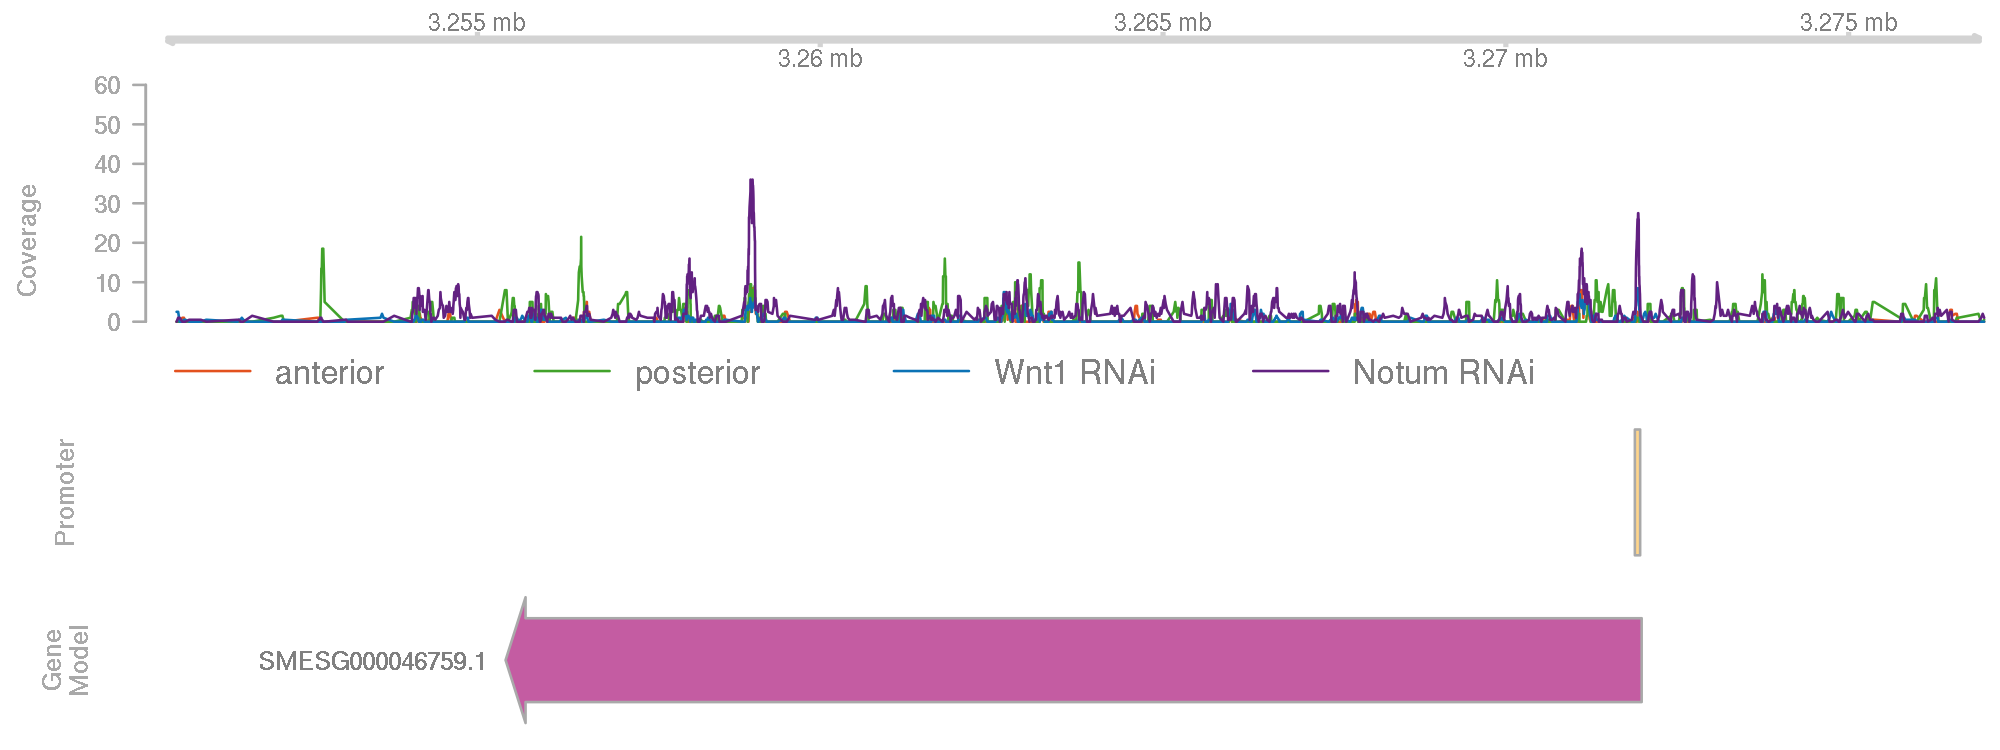 3.255 mb
3.265 mb
3.275 mb
3.26 mb
3.27 mb
Coverage
60
50
40
30
20
10
0
anterior
posterior
Wnt1 RNAi
Notum RNAi
Promoter
Gene
Model
SMESG000046759.1